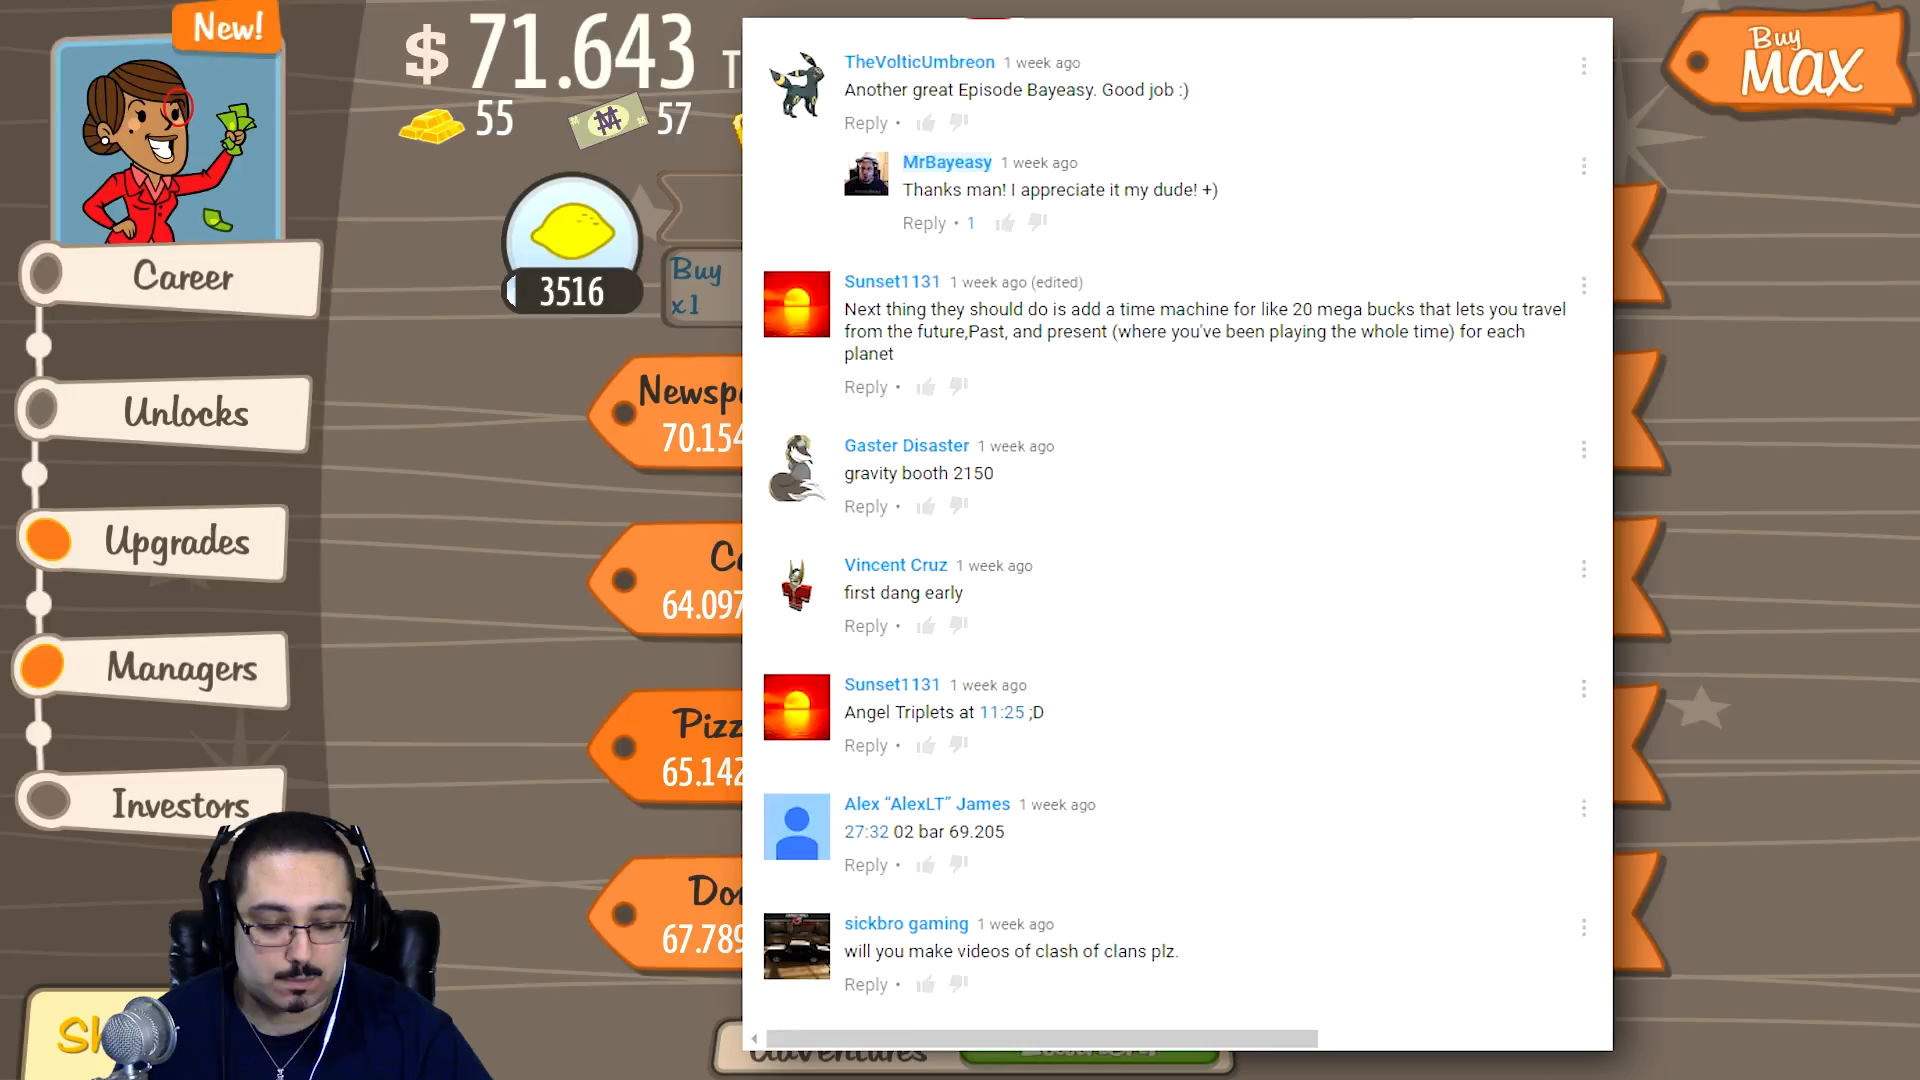 New!
$ 71.643
55
57
Buy
MAX
Career
Unlocks
Upgrades
Managers
Investors
3516
Buy
x1
70.154
64.097
65.142
67.789
TheVolticUmbreon 1 week ago
Another great Episode Bayeasy. Good job :)
Reply •
MrBayeasy 1 week ago
Thanks man! I appreciate it my dude! +)
Reply • 1
Sunset1131 1 week ago (edited)
Next thing they should do is add a time machine for like 20 mega bucks that lets you travel
from the future,Past, and present (where you've been playing the whole time) for each
planet
Reply •
Gaster Disaster 1 week ago
gravity booth 2150
Reply •
Vincent Cruz 1 week ago
first dang early
Reply •
Sunset1131 1 week ago
Angel Triplets at 11:25 ;D
Reply •
Alex “AlexLT” James 1 week ago
27:32 02 bar 69.205
Reply •
sickbro gaming 1 week ago
will you make videos of clash of clans plz.
Reply •
Adventures